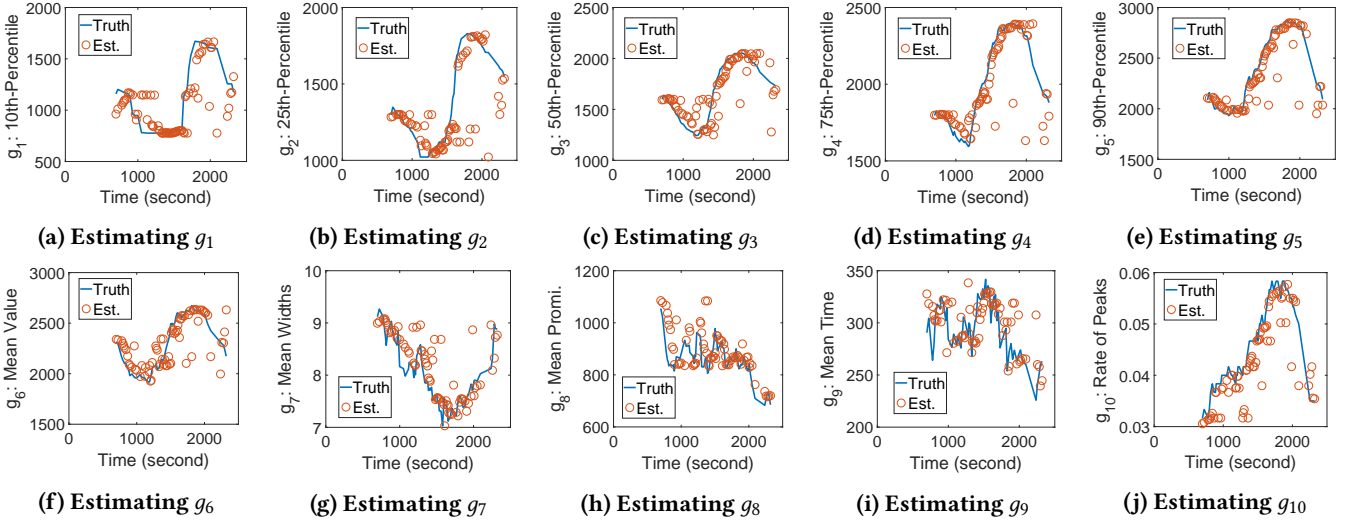 g1: 10th-Percentile
2000
1500
1000
500
Truth
Est.
0 1000 2000
Time (second)
(a) Estimating g1
g2: 25th-Percentile
2000
1500
1000
Truth
Est.
0 1000 2000
Time (second)
(b) Estimating g2
g3: 50th-Percentile
2500
2000
1500
1000
Truth
Est.
0 1000 2000
Time (second)
(c) Estimating g3
g4: 75th-Percentile
2500
2000
1500
Truth
Est.
0 1000 2000
Time (second)
(d) Estimating g4
g5: 90th-Percentile
3000
2500
2000
1500
Truth
Est.
0 1000 2000
Time (second)
(e) Estimating g5
g6: Mean Value
3000
2500
2000
1500
Truth
Est.
0 1000 2000
Time (second)
(f) Estimating g6
g7: Mean Widths
10
9
8
7
Truth
Est.
0 1000 2000
Time (second)
(g) Estimating g7
g8: Mean Promi.
1200
1000
800
600
Truth
Est.
0 1000 2000
Time (second)
(h) Estimating g8
g9: Mean Time
350
300
250
200
Truth
Est.
0 1000 2000
Time (second)
(i) Estimating g9
g10: Rate of Peaks
0.06
0.05
0.04
0.03
Truth
Est.
0 1000 2000
Time (second)
(j) Estimating g10